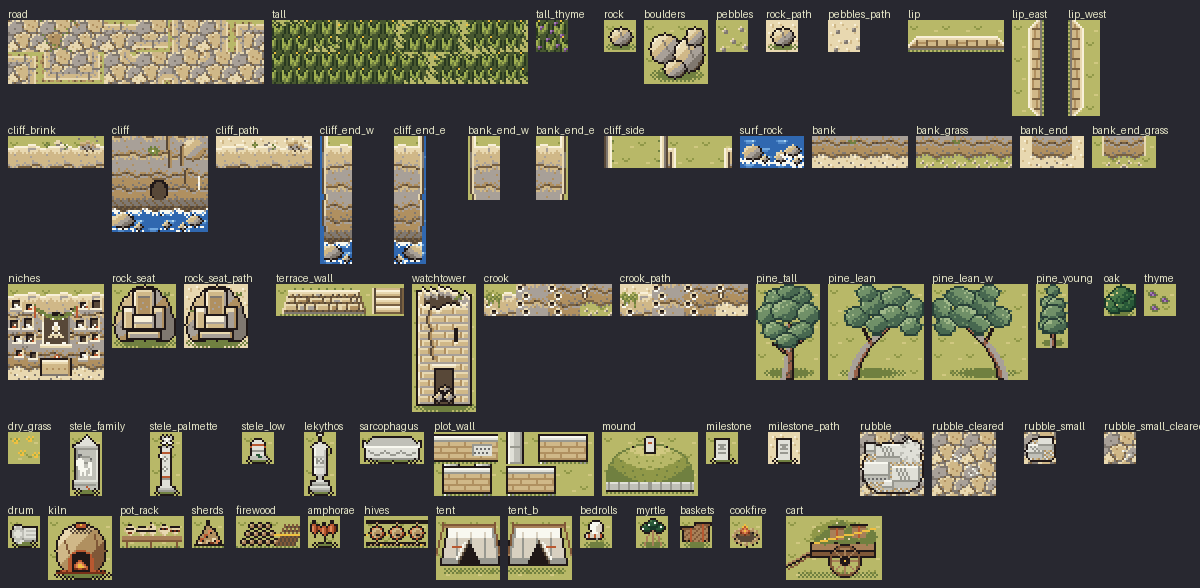 road tall tall_thyme rock boulders pebbles rock_path pebbles_path lip lip_east lip_west
cliff_brink cliff cliff_path cliff_end_w cliff_end_e bank_end_w bank_end_e cliff_side surf_rock bank bank_grass bank_end bank_end_grass
niches rock_seat rock_seat_path terrace_wall watchtower crook crook_path pine_tall pine_lean pine_lean_w pine_young oak thyme
dry_grass stele_family stele_palmette stele_low lekythos sarcophagus plot_wall mound milestone milestone_path rubble rubble_cleared rubble_small rubble_small_cleare
drum kiln pot_rack sherds firewood amphorae hives tent tent_b bedrolls myrtle baskets cookfire cart